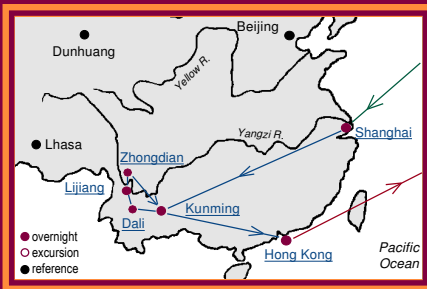 Beijing
Dunhuang
Yellow R.
Yangzi R.
Shanghai
Lhasa
Zhongdian
Lijiang
Kunming
Dali
overnight
excursion
reference
Hong Kong
Pacific
Ocean